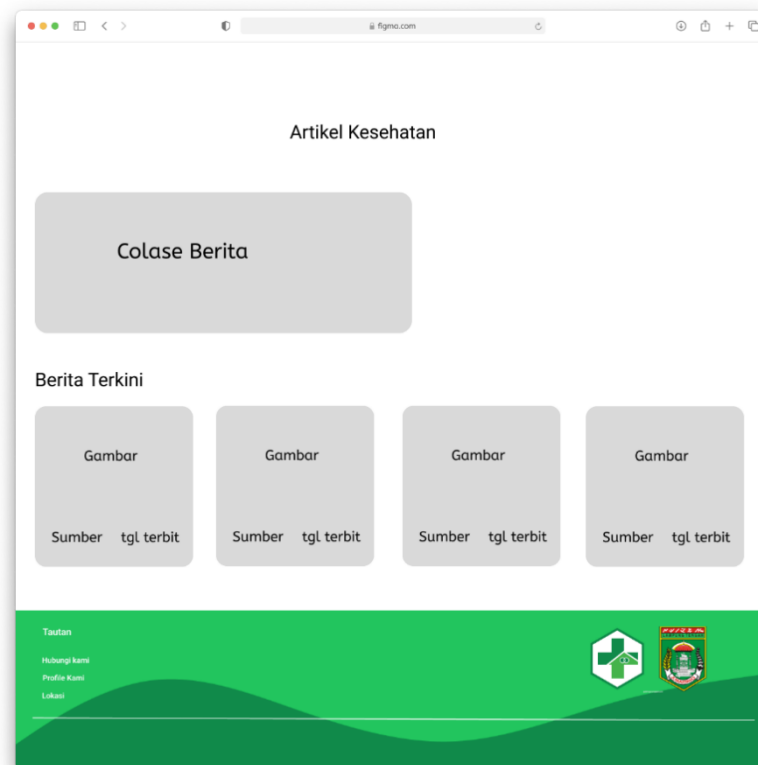 figma.com
Artikel Kesehatan
Colase Berita
Berita Terkini
Gambar
Sumber tgl terbit
Gambar
Sumber tgl terbit
Gambar
Sumber tgl terbit
Gambar
Sumber tgl terbit
Tautan
Hubungi kami
Profile Kami
Lokasi